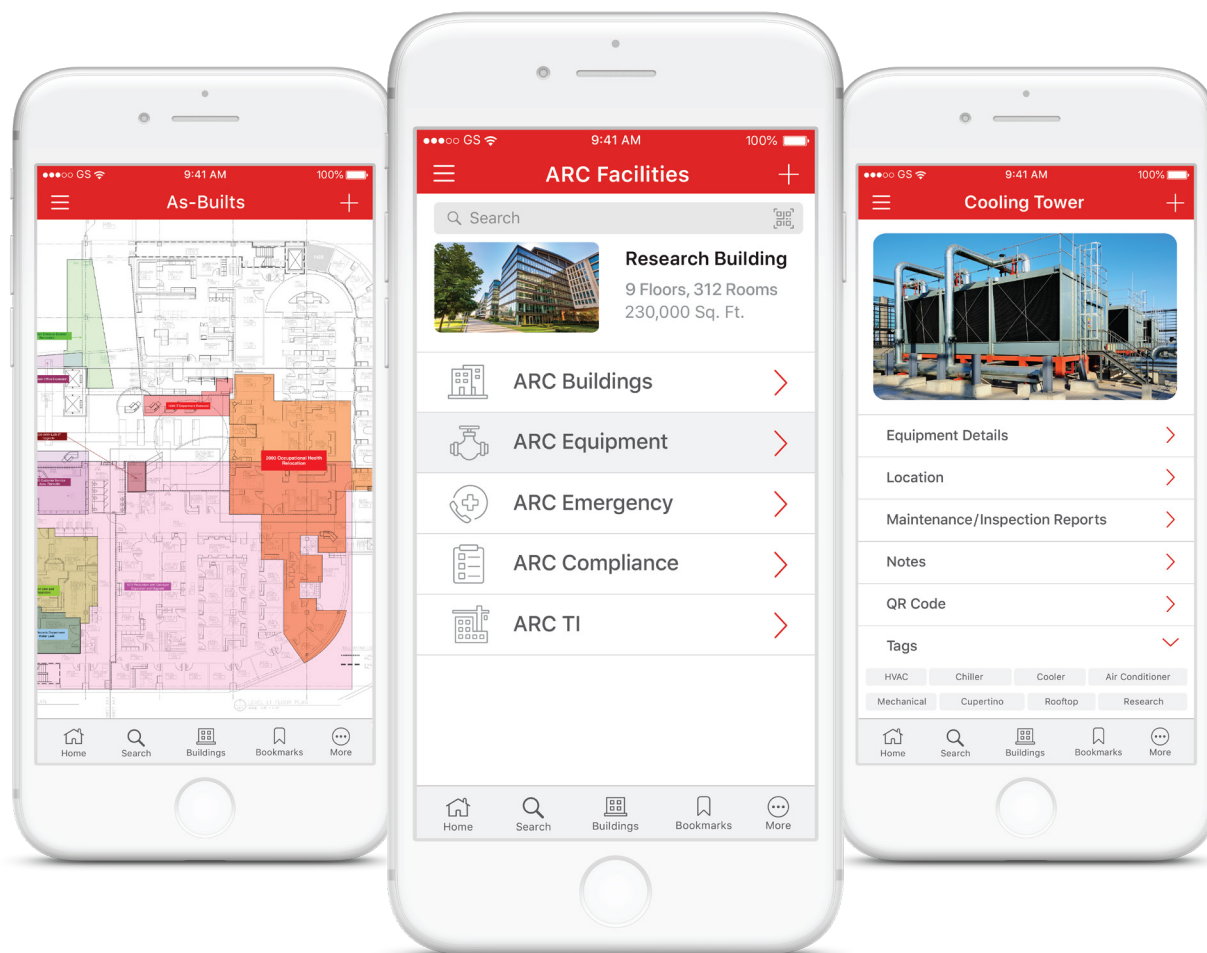 ●●●○○ GS 9:41 AM 100%
As-Builts
2003 Occupational Health
Relocation
Home Search Buildings Bookmarks More
●●●○○ GS 9:41 AM 100%
ARC Facilities
Search
Research Building
9 Floors, 312 Rooms
230,000 Sq. Ft.
ARC Buildings
ARC Equipment
ARC Emergency
ARC Compliance
ARC TI
Home Search Buildings Bookmarks More
●●●○○ GS 9:41 AM 100%
Cooling Tower
Equipment Details
Location
Maintenance/Inspection Reports
Notes
QR Code
Tags
HVAC Chiller Cooler Air Conditioner
Mechanical Cupertino Rooftop Research
Home Search Buildings Bookmarks More